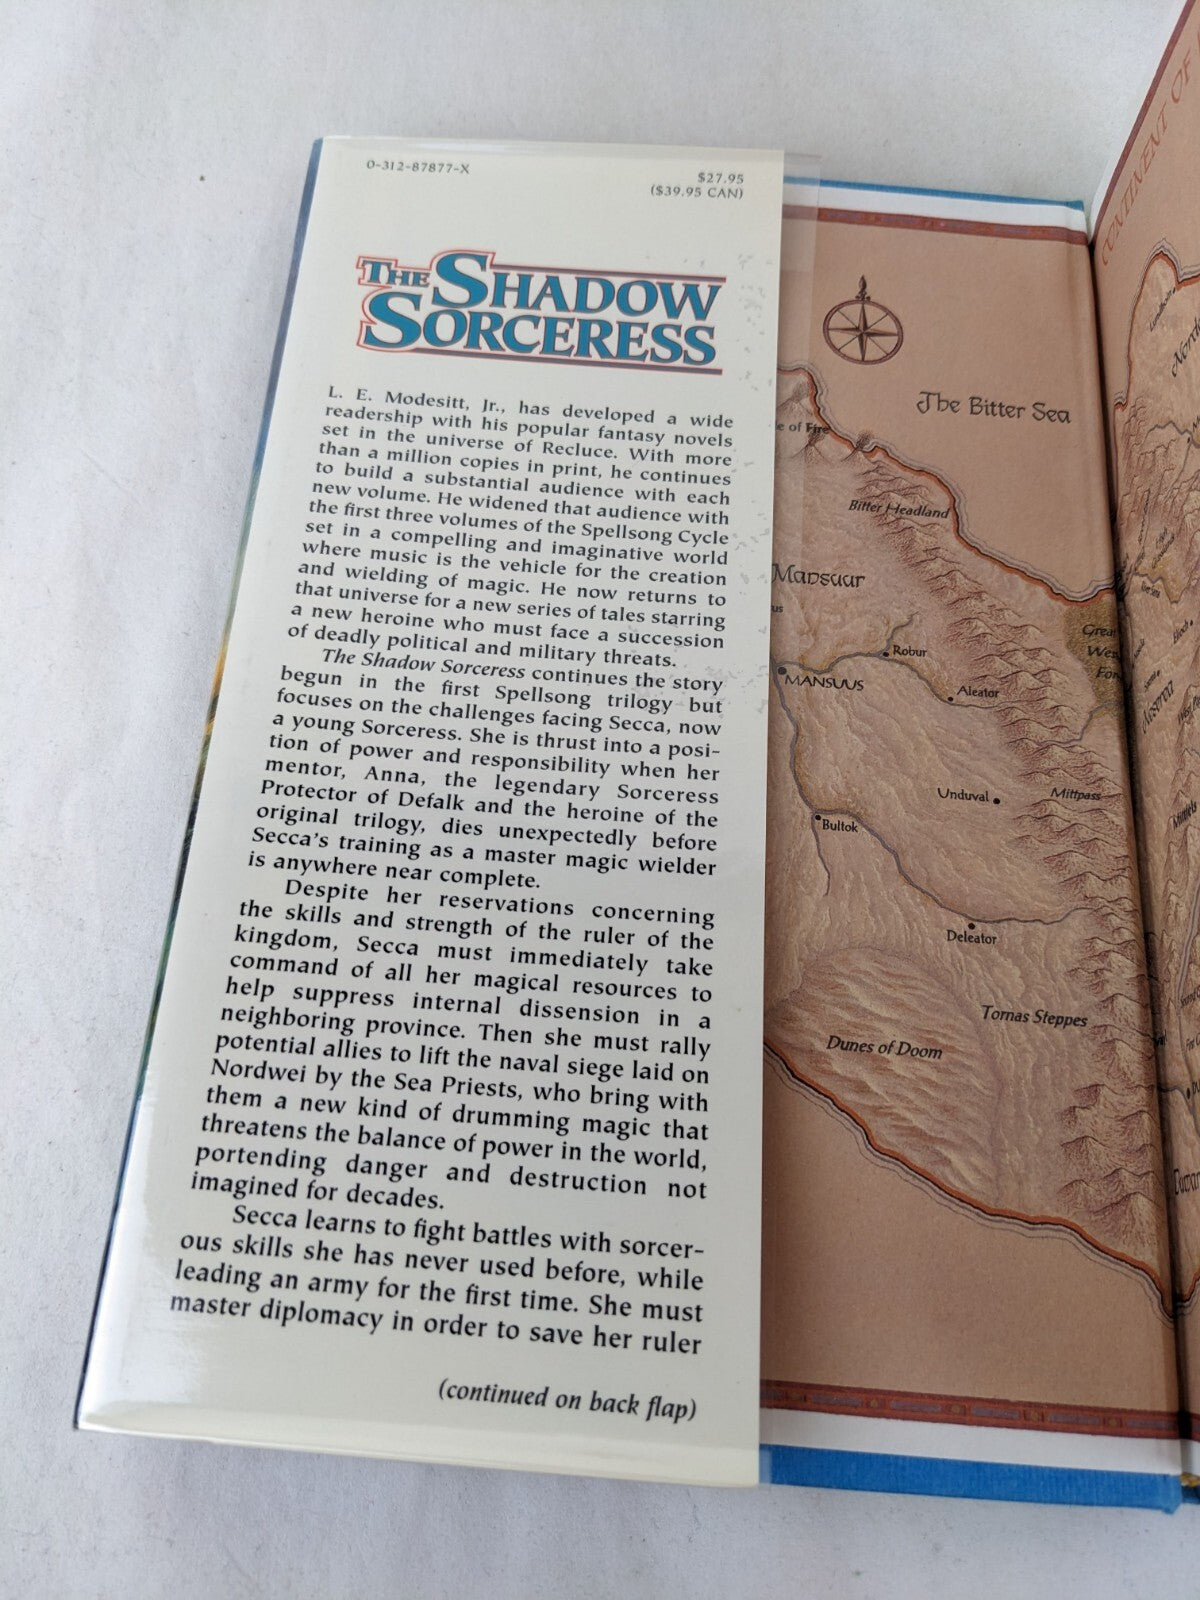 0-312-87877-X
$27.95
($39.95 CAN)
THE SHADOW
SORCERESS
L. E. Modesitt, Jr., has developed a wide
readership with his popular fantasy novels
set in the universe of Recluce. With more
than a million copies in print, he continues
to build a substantial audience with each
new volume. He widened that audience with
the first three volumes of the Spellsong Cycle
set in a compelling and imaginative world
where music is the vehicle for the creation
and wielding of magic. He now returns to
that universe for a new series of tales starring
a new heroine who must face a succession
of deadly political and military threats.
The Shadow Sorceress continues the story
begun in the first Spellsong trilogy but
focuses on the challenges facing Secca, now
a young Sorceress. She is thrust into a posi-
tion of power and responsibility when her
mentor, Anna, the legendary Sorceress
Protector of Defalk and the heroine of the
original trilogy, dies unexpectedly before
Secca's training as a master magic wielder
is anywhere near complete.
Despite her reservations concerning
the skills and strength of the ruler of the
kingdom, Secca must immediately take
command of all her magical resources to
help suppress internal dissension in a
neighboring province. Then she must rally
potential allies to lift the naval siege laid on
Nordwei by the Sea Priests, who bring with
them a new kind of drumming magic that
threatens the balance of power in the world,
portending danger and destruction not
imagined for decades.
Secca learns to fight battles with sorcer-
ous skills she has never used before, while
leading an army for the first time. She must
master diplomacy in order to save her ruler
(continued on back flap)
CONTINENT OF
The Bitter Sea
e of Fire
Bitter Headland
Mansuur
us
Robur
MANSUUS
Aleator
Unduval
Mittpass
Bultok
Deleator
Tornas Steppes
Dunes of Doom
Great
Wes
For
North